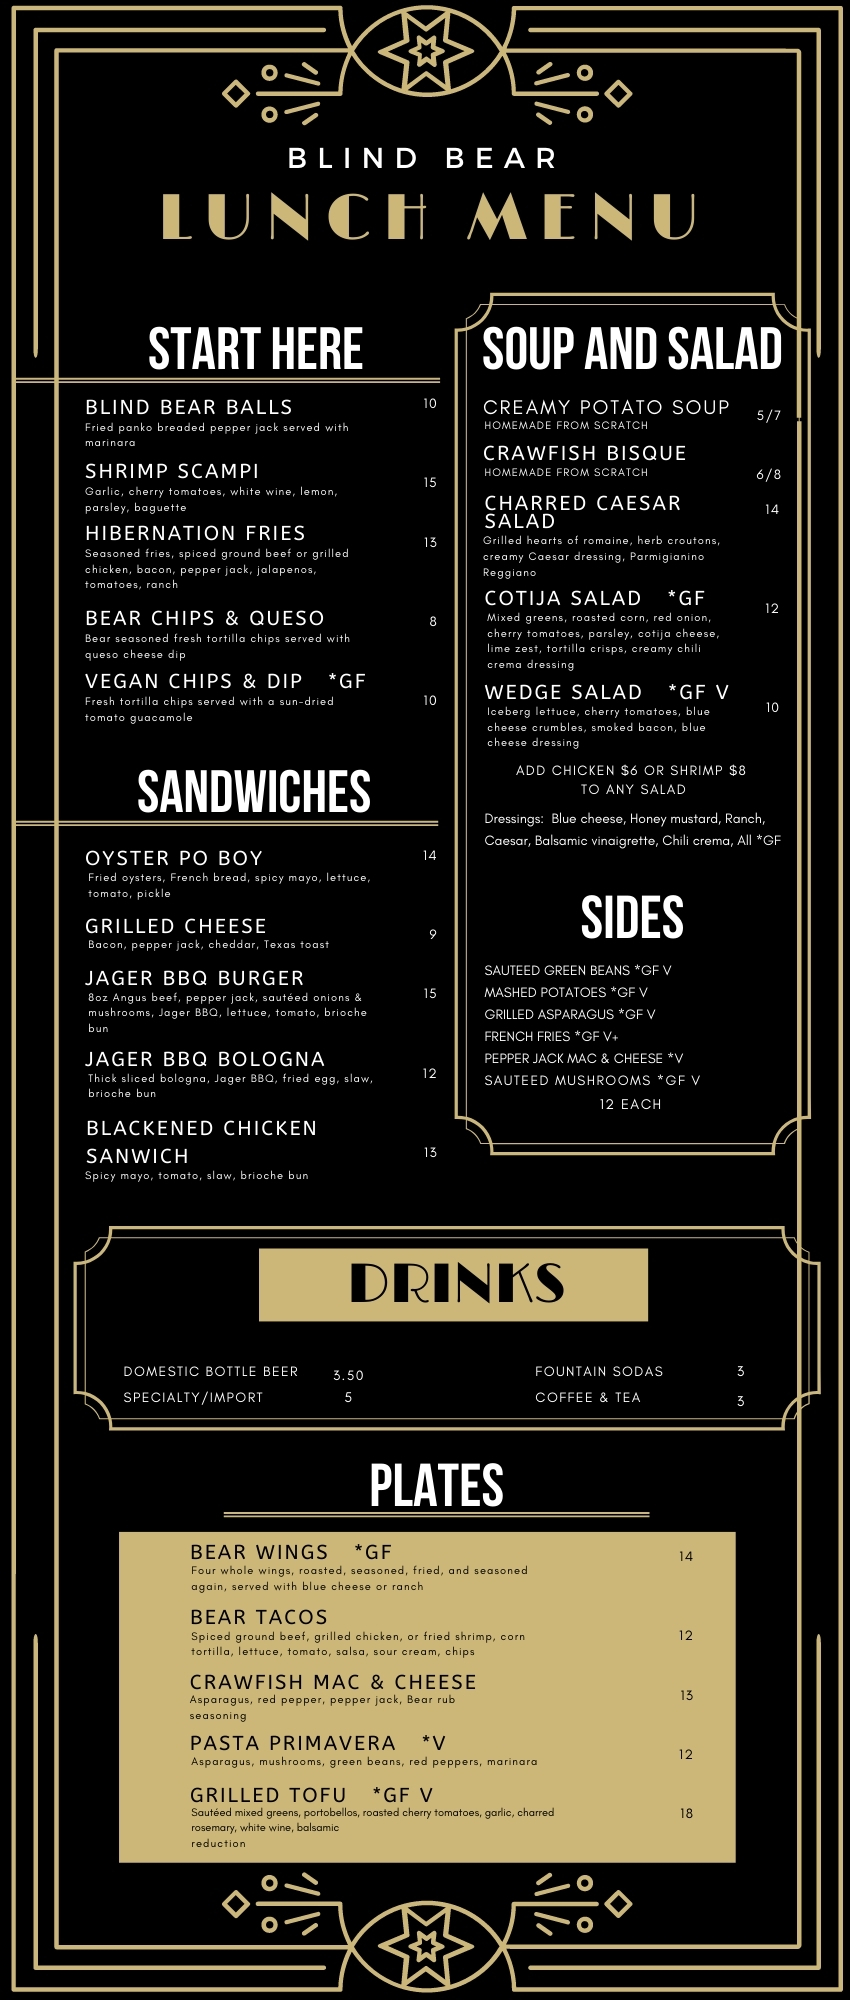 BLIND BEAR
LUNCH MENU
START HERE
BLIND BEAR BALLS 10
Fried panko breaded pepper jack served with
marinara
SHRIMP SCAMPI
Garlic, cherry tomatoes, white wine, lemon, 15
parsley, baguette
HIBERNATION FRIES
13
Seasoned fries, spiced ground beef or grilled
chicken, bacon, pepper jack, jalapenos,
tomatoes, ranch
BEAR CHIPS & QUESO 8
Bear seasoned fresh tortilla chips served with
queso cheese dip
VEGAN CHIPS & DIP *GF
Fresh tortilla chips served with a sun-dried 10
tomato guacamole
SANDWICHES
OYSTER PO BOY 14
Fried oysters, French bread, spicy mayo, lettuce,
tomato, pickle
GRILLED CHEESE 9
Bacon, pepper jack, cheddar, Texas toast
JAGER BBQ BURGER
8oz Angus beef, pepper jack, sautéed onions & 15
mushrooms, Jager BBQ, lettuce, tomato, brioche
bun
JAGER BBQ BOLOGNA
Thick sliced bologna, Jager BBQ, fried egg, slaw, 12
brioche bun
BLACKENED CHICKEN
SANWICH 13
Spicy mayo, tomato, slaw, brioche bun
SOUP AND SALAD
CREAMY POTATO SOUP 5/7
HOMEMADE FROM SCRATCH
CRAWFISH BISQUE
HOMEMADE FROM SCRATCH 6/8
CHARRED CAESAR 14
SALAD
Grilled hearts of romaine, herb croutons,
creamy Caesar dressing, Parmigianino
Reggiano
COTIJA SALAD *GF 12
Mixed greens, roasted corn, red onion,
cherry tomatoes, parsley, cotija cheese,
lime zest, tortilla crisps, creamy chili
crema dressing
WEDGE SALAD *GF V
Iceberg lettuce, cherry tomatoes, blue 10
cheese crumbles, smoked bacon, blue
cheese dressing
ADD CHICKEN $6 OR SHRIMP $8
TO ANY SALAD
Dressings: Blue cheese, Honey mustard, Ranch,
Caesar, Balsamic vinaigrette, Chili crema, All *GF
SIDES
SAUTEED GREEN BEANS *GF V
MASHED POTATOES *GF V
GRILLED ASPARAGUS *GF V
FRENCH FRIES *GF V+
PEPPER JACK MAC & CHEESE *V
SAUTEED MUSHROOMS *GF V
12 EACH
DRINKS
DOMESTIC BOTTLE BEER 3.50
SPECIALTY/IMPORT 5
FOUNTAIN SODAS 3
COFFEE & TEA 3
PLATES
BEAR WINGS *GF 14
Four whole wings, roasted, seasoned, fried, and seasoned
again, served with blue cheese or ranch
BEAR TACOS
Spiced ground beef, grilled chicken, or fried shrimp, corn 12
tortilla, lettuce, tomato, salsa, sour cream, chips
CRAWFISH MAC & CHEESE
Asparagus, red pepper, pepper jack, Bear rub 13
seasoning
PASTA PRIMAVERA *V
Asparagus, mushrooms, green beans, red peppers, marinara 12
GRILLED TOFU *GF V
Sautéed mixed greens, portobellos, roasted cherry tomatoes, garlic, charred 18
rosemary, white wine, balsamic
reduction